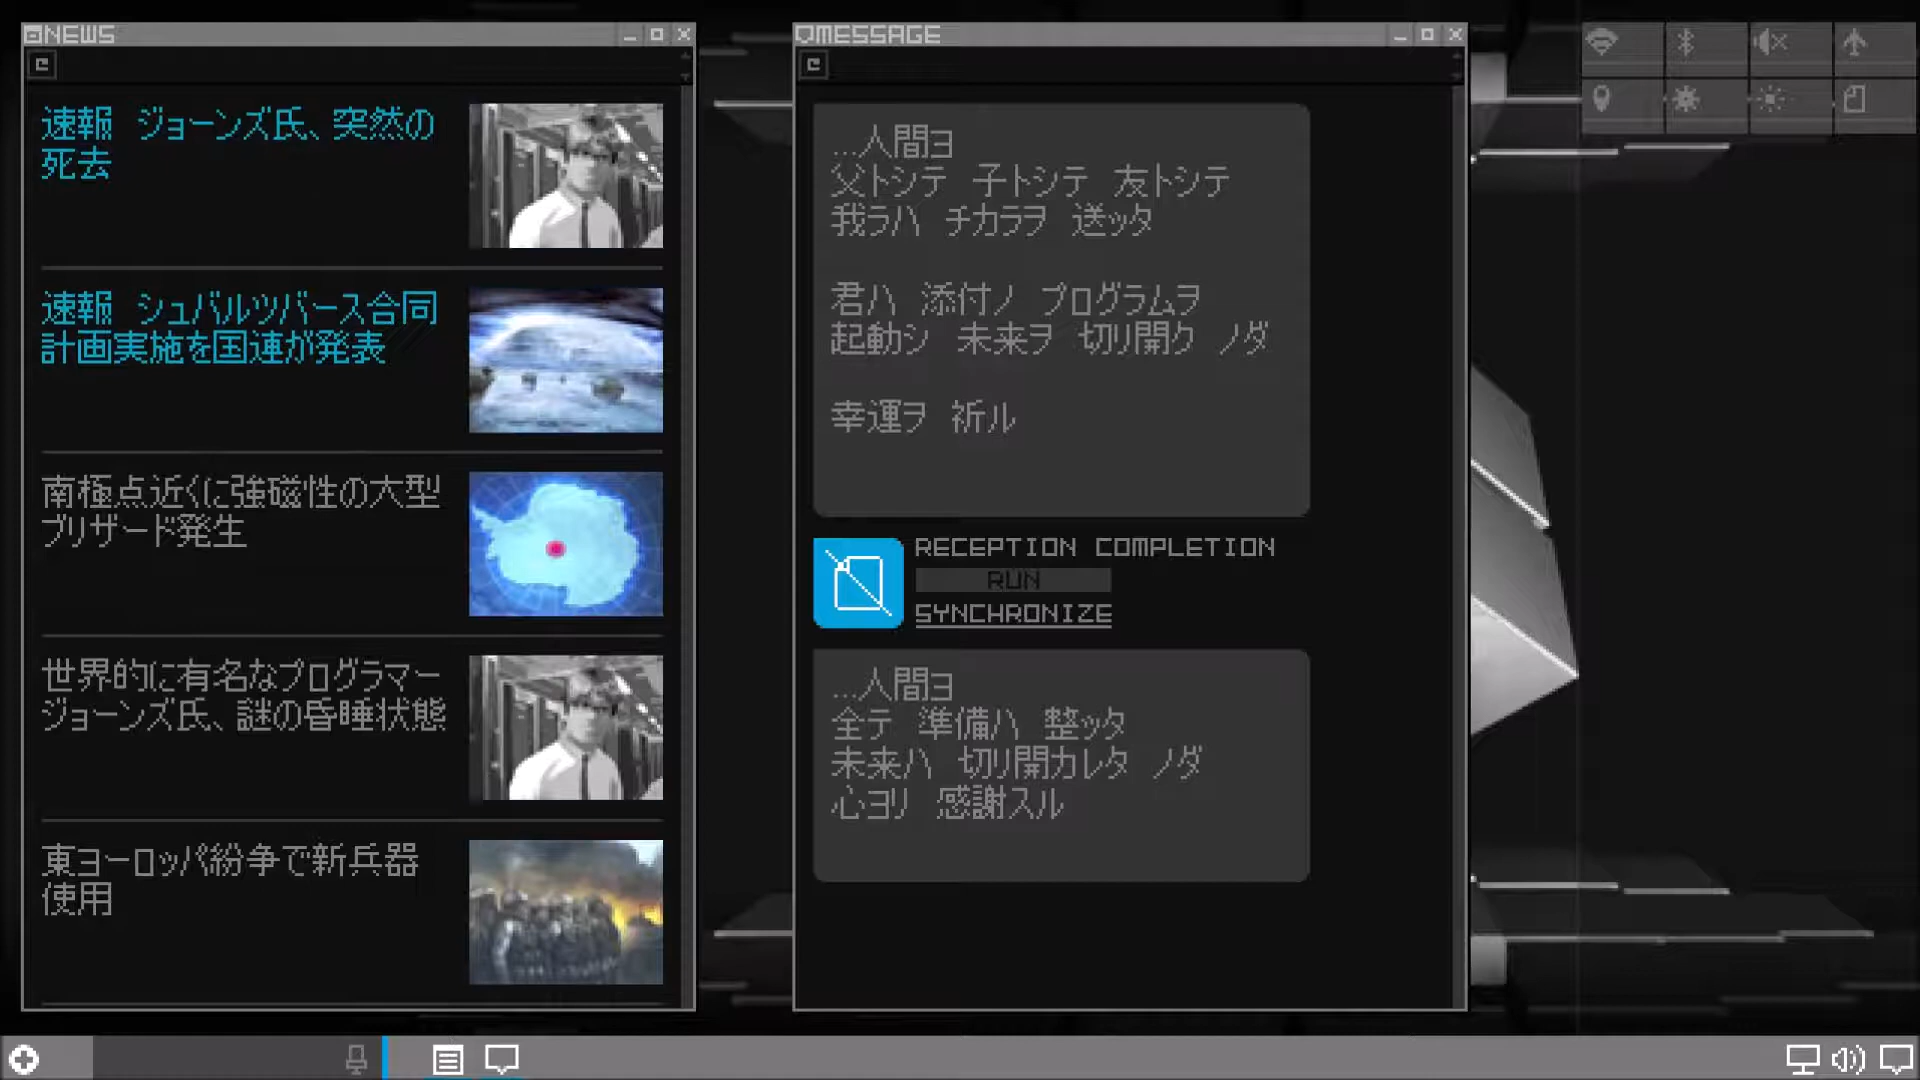 NEWS
速報 ジョーンズ氏、突然の
死去
速報 シュバルツバース合同
計画実施を国連が発表
南極点近くに強磁性の大型
ブリザード発生
世界的に有名なプログラマー
ジョーンズ氏、謎の昏睡状態
東ヨーロッパ紛争で新兵器
使用
MESSAGE
…人間ヨ
父トシテ 子トシテ 友トシテ
我ラハ チカラヲ 送ッタ
君ハ 添付ノ プログラムヲ
起動シ 未来ヲ 切リ開ク ノダ
幸運ヲ 祈ル
RECEPTION COMPLETION
RUN
SYNCHRONIZE
…人間ヨ
全テ 準備ハ 整ッタ
未来ハ 切リ開カレタ ノダ
心ヨリ 感謝スル